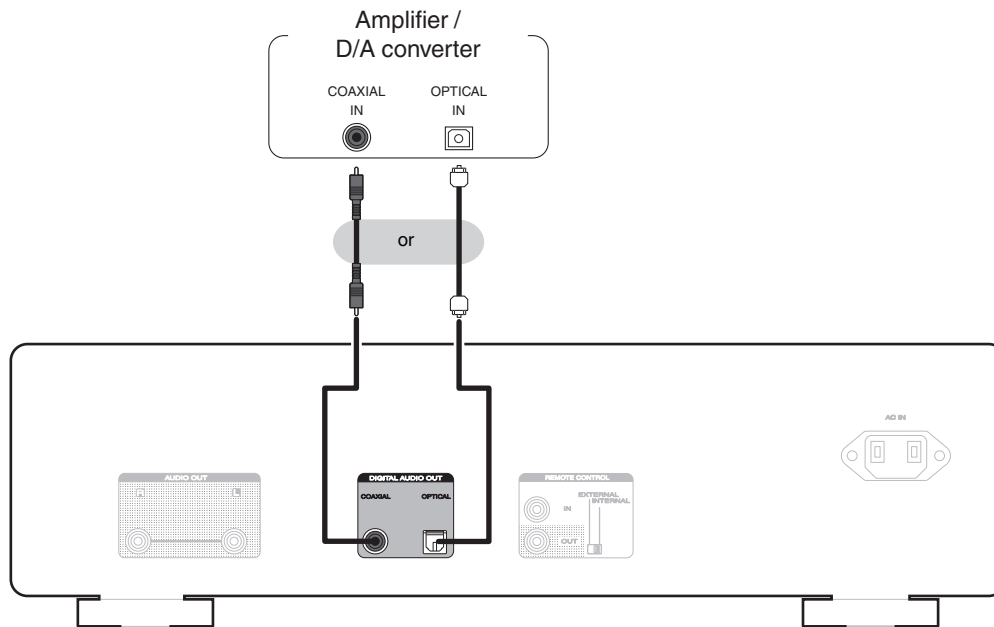 Amplifier /
D/A converter
COAXIAL
IN
OPTICAL
IN
or
AC IN
AUDIO OUT
DIGITAL AUDIO OUT
COAXIAL
OPTICAL
REMOTE CONTROL
EXTERNAL
INTERNAL
IN
OUT